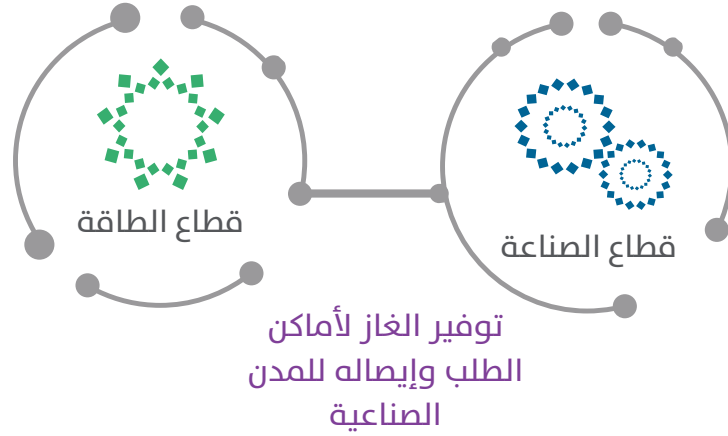 قطاع الصناعة
قطاع الطاقة
توفير الغاز لأماكن
الطلب وإيصاله للمدن
الصناعية